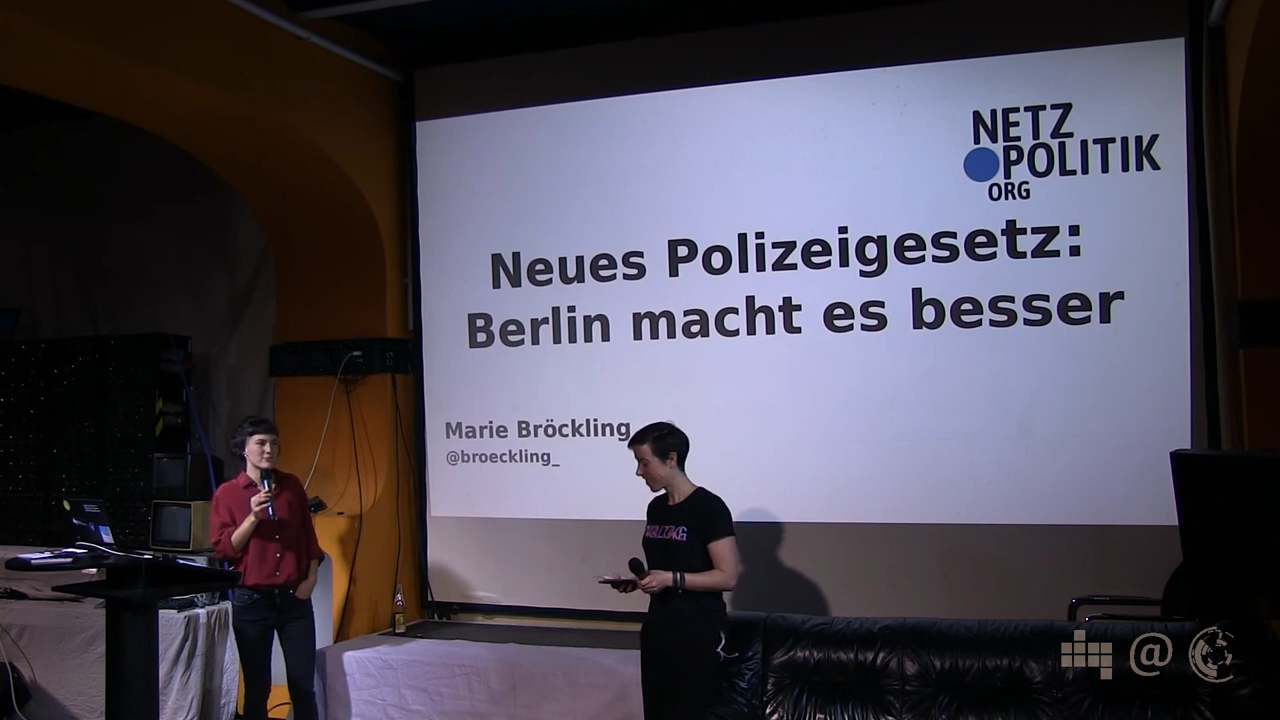 NETZ
POLITIK
ORG
Neues Polizeigesetz:
Berlin macht es besser
Marie Bröckling
@broeckling_
@